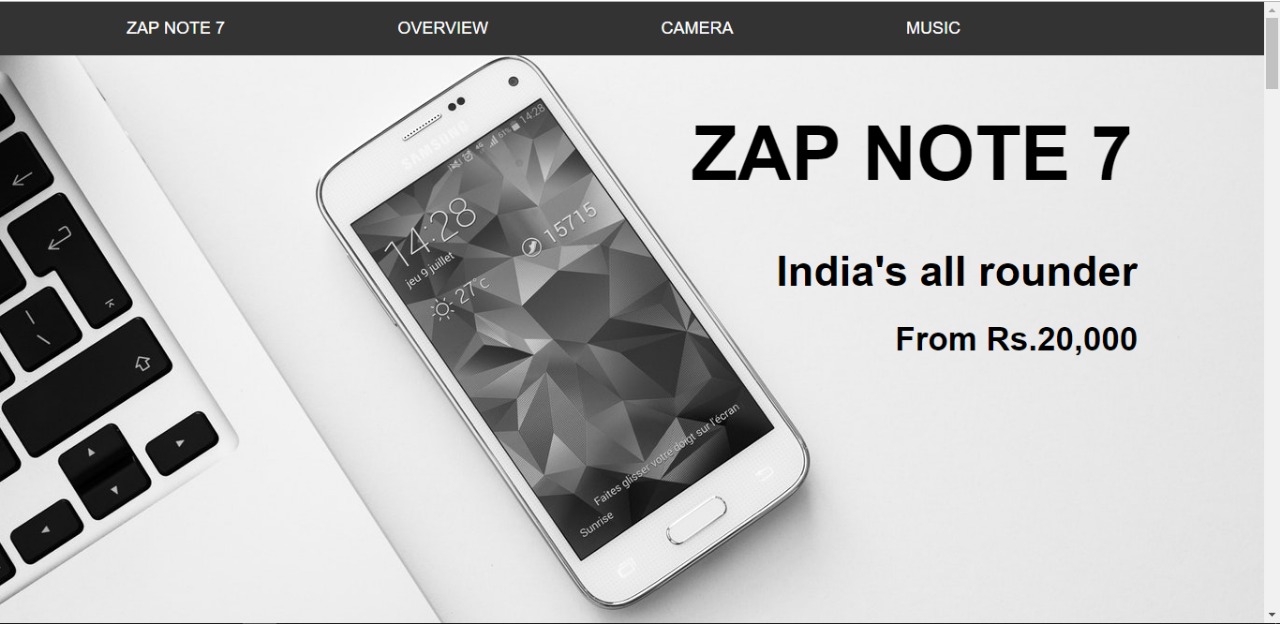 ZAP NOTE 7 OVERVIEW CAMERA MUSIC
ZAP NOTE 7
India's all rounder
From Rs.20,000
SAMSUNG
61% 14:28
14:28
jeu 9 juillet
15715
27°C
Faites glisser votre doigt sur l'écran
Sunrise